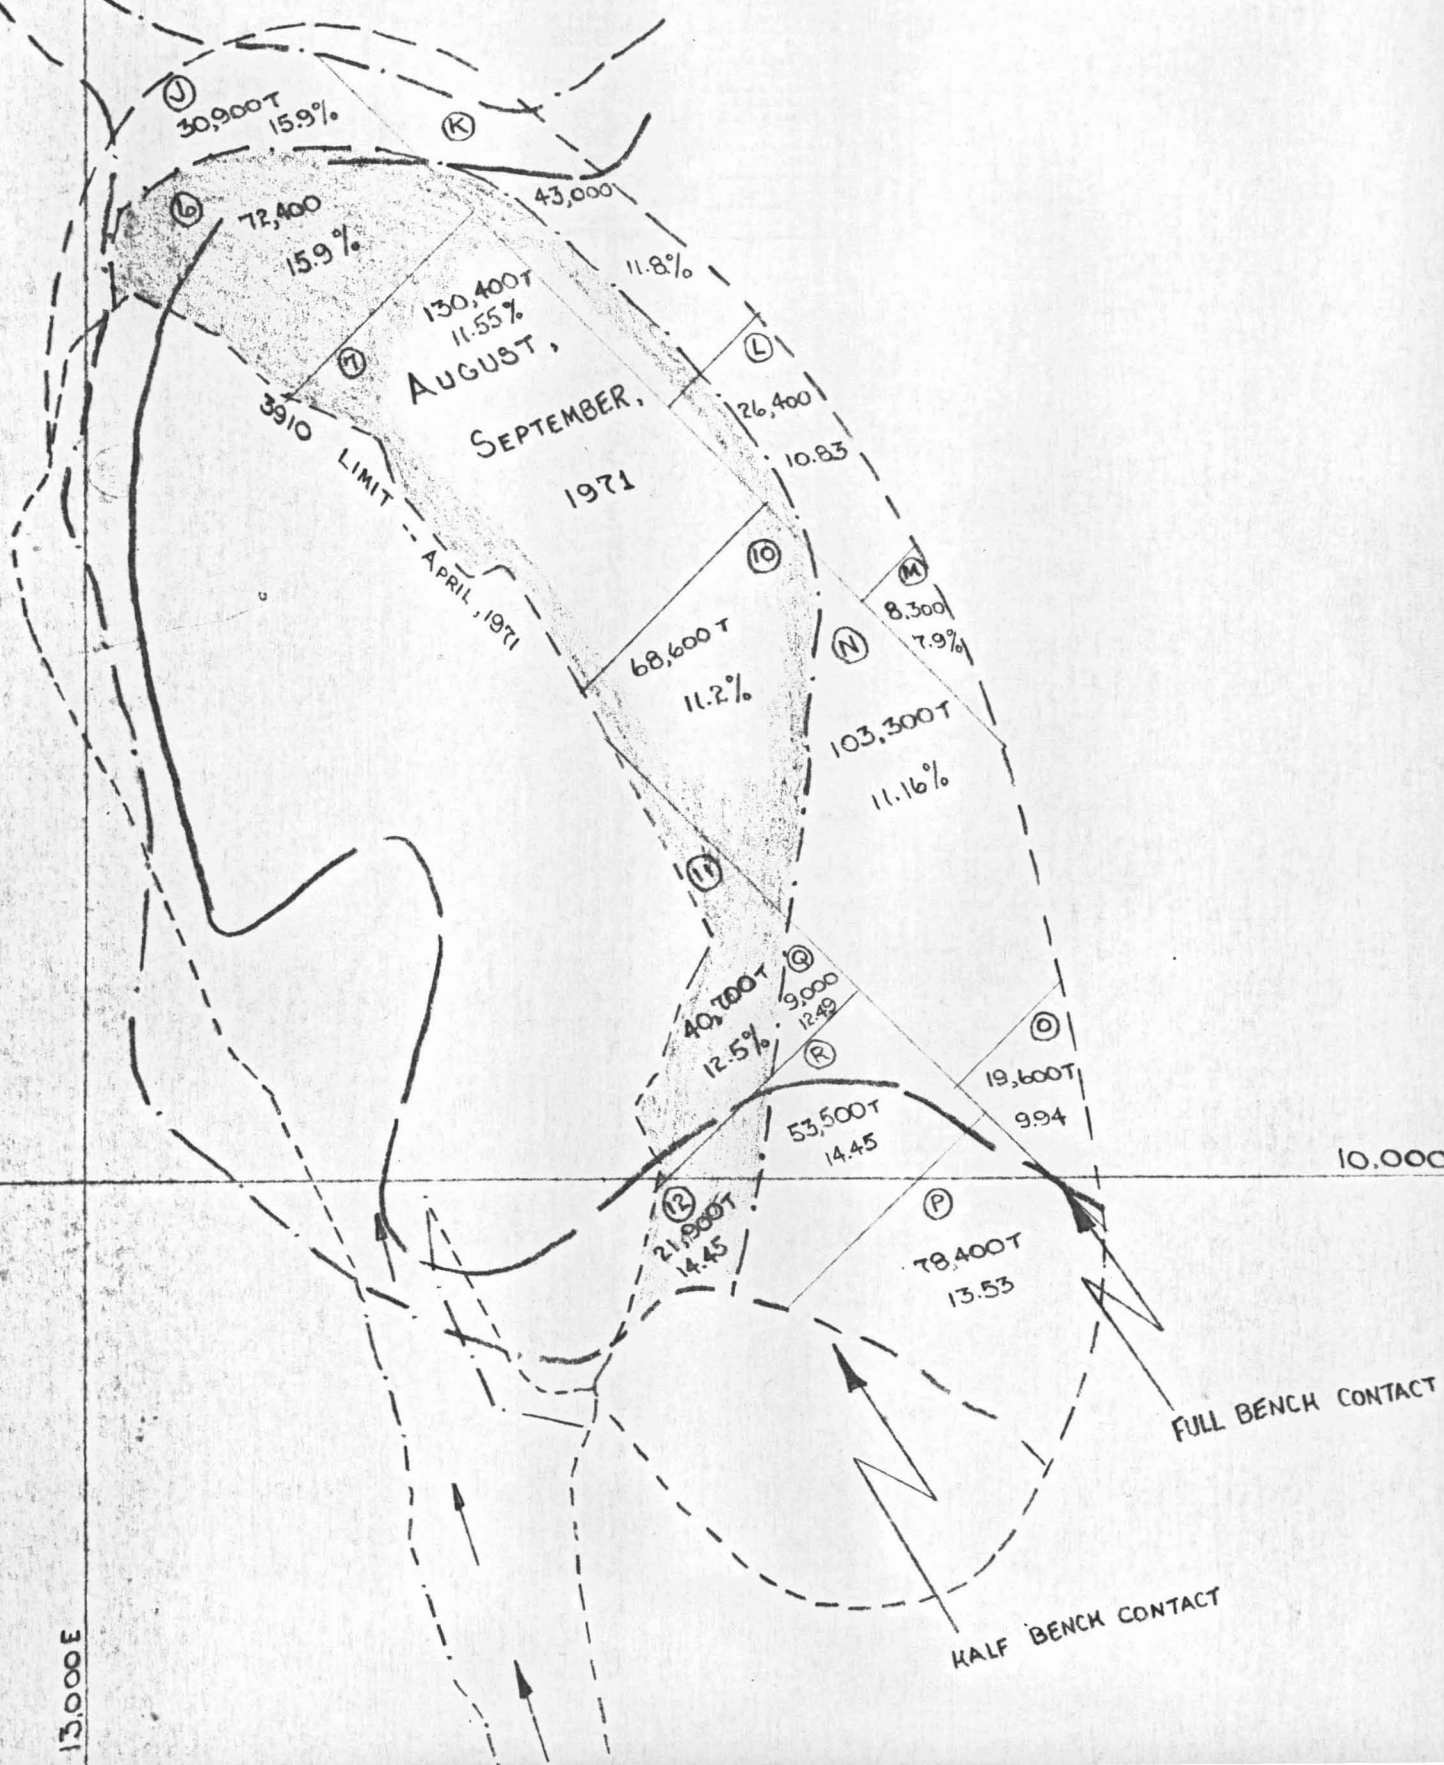 J
30,900T
15.9%
K
6
72,400
15.9%
43,000
11.8%
7
130,400T
11.55%
AUGUST,
SEPTEMBER,
1971
L
26,400
10.83
3910 LIMIT -- APRIL, 1971
10
68,600T
11.2%
M
8,300
7.9%
N
103,300T
11.16%
11
40,700T
12.5%
Q
9,000
12.49
R
53,500T
14.45
O
19,600T
9.94
10,000
12
21,900T
14.45
P
78,400T
13.53
FULL BENCH CONTACT
HALF BENCH CONTACT
13,000E